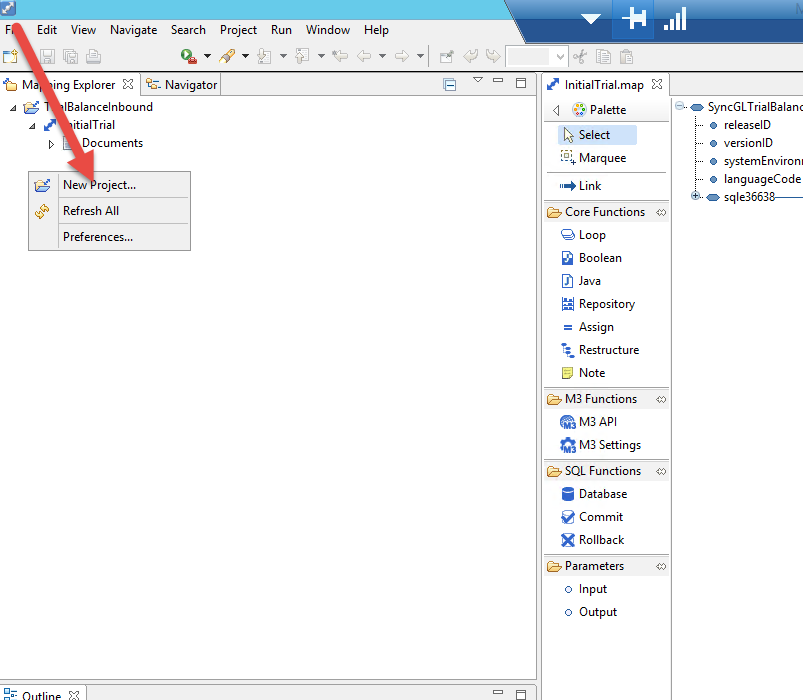 Edit View Navigate Search Project Run Window Help
Mapping Explorer Navigator
TrialBalanceInbound
InitialTrial
Documents
New Project...
Refresh All
Preferences...
InitialTrial.map
Palette
Select
Marquee
Link
Core Functions
Loop
Boolean
Java
Repository
Assign
Restructure
Note
M3 Functions
M3 API
M3 Settings
SQL Functions
Database
Commit
Rollback
Parameters
Input
Output
SyncGLTrialBalanc
releaseID
versionID
systemEnvironm
languageCode
sqle36638
Outline